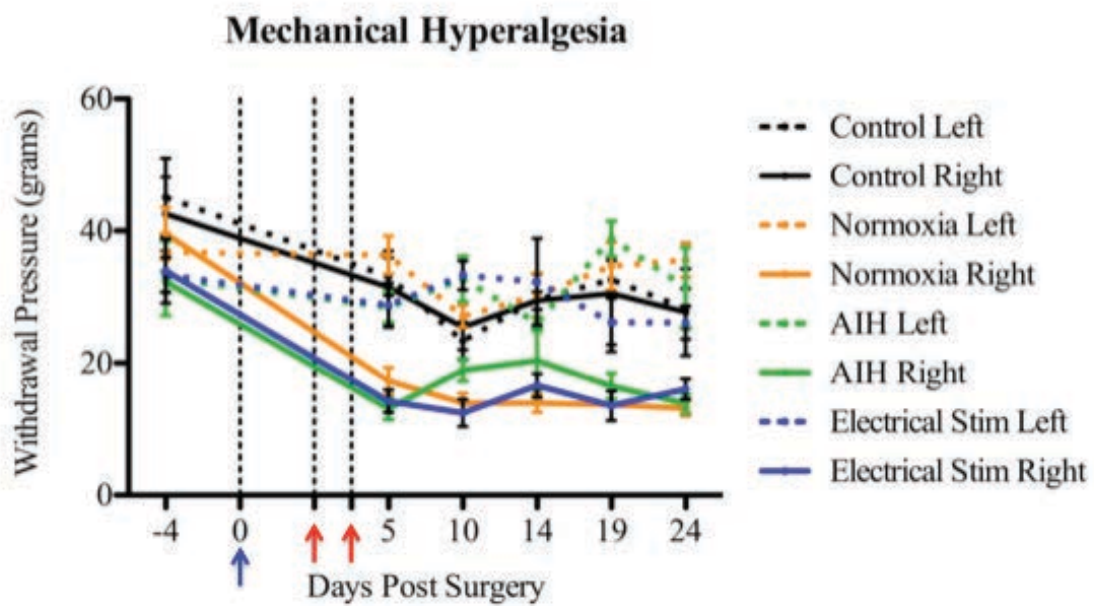 Mechanical Hyperalgesia
Withdrawal Pressure (grams)
60
40
20
0
-4 0 5 10 14 19 24
Days Post Surgery
Control Left
Control Right
Normoxia Left
Normoxia Right
AIH Left
AIH Right
Electrical Stim Left
Electrical Stim Right